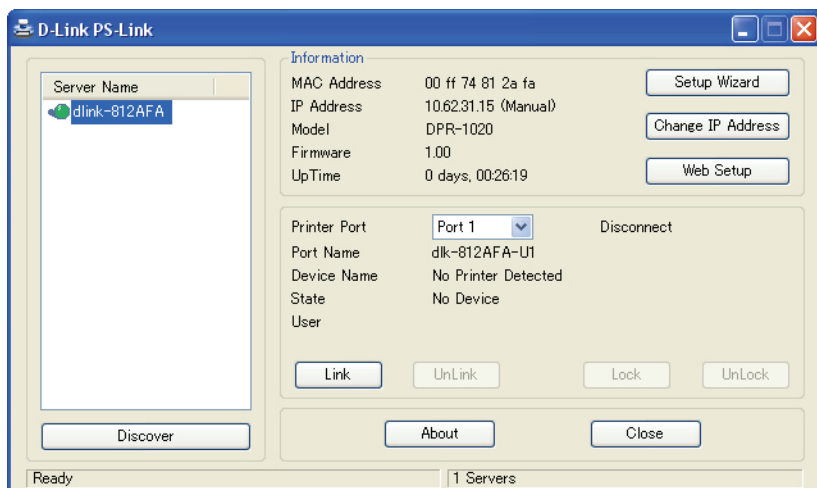 D-Link PS-Link
Server Name
dlink-812AFA
Discover
Information
MAC Address 00 ff 74 81 2a fa
IP Address 10.62.31.15 (Manual)
Model DPR-1020
Firmware 1.00
UpTime 0 days, 00:26:19
Setup Wizard
Change IP Address
Web Setup
Printer Port Port 1 Disconnect
Port Name dlk-812AFA-U1
Device Name No Printer Detected
State No Device
User
Link UnLink Lock UnLock
About Close
Ready 1 Servers